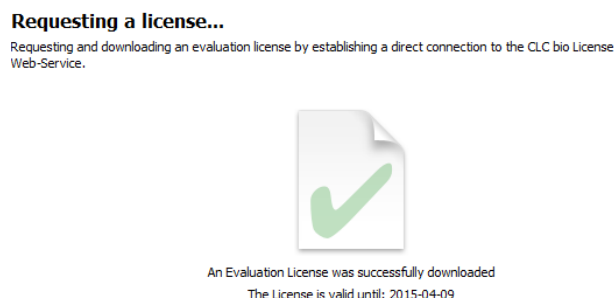 Requesting a license...
Requesting and downloading an evaluation license by establishing a direct connection to the CLC bio License
Web-Service.
An Evaluation License was successfully downloaded
The License is valid until: 2015-04-09